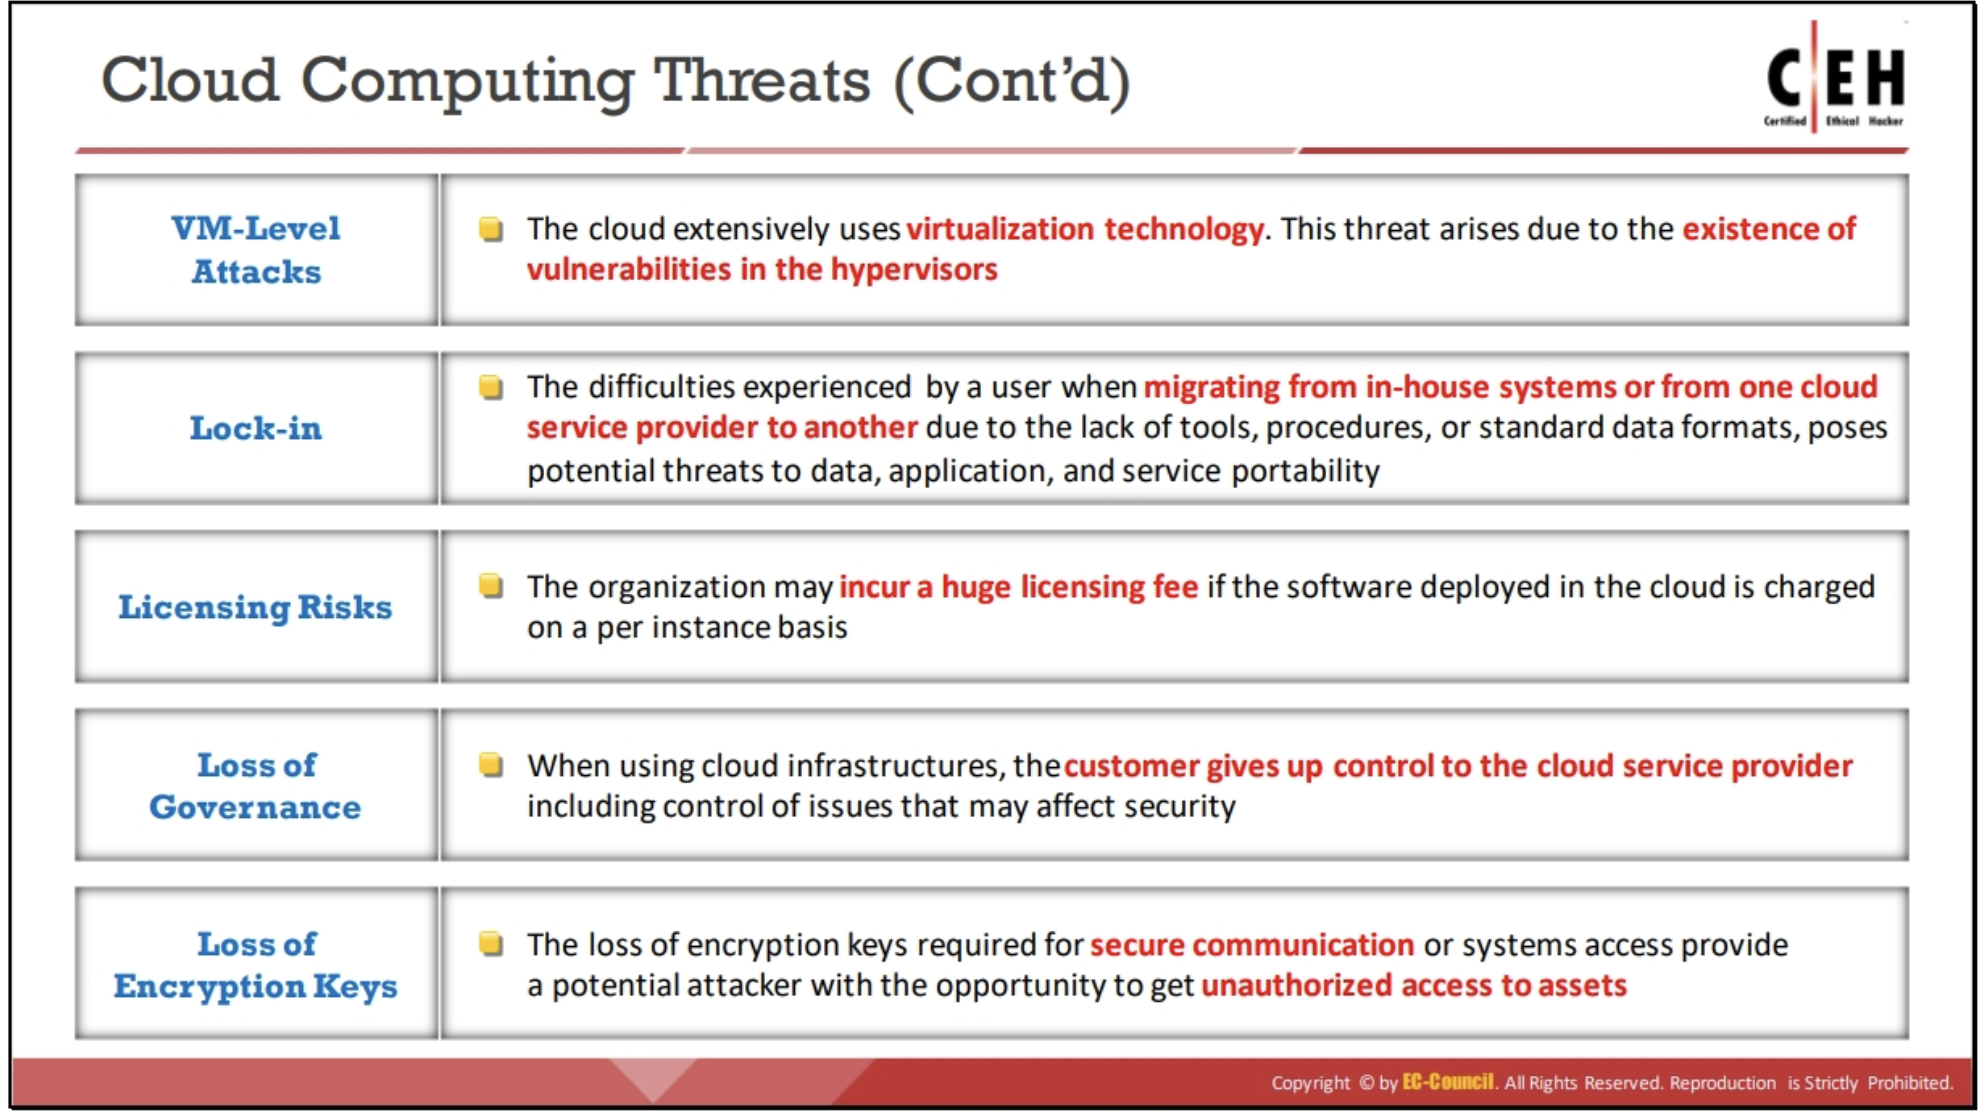 Cloud Computing Threats (Cont'd)
C|EH
Certified Ethical Hacker
VM-Level
Attacks
The cloud extensively uses virtualization technology. This threat arises due to the existence of
vulnerabilities in the hypervisors
Lock-in
The difficulties experienced by a user when migrating from in-house systems or from one cloud
service provider to another due to the lack of tools, procedures, or standard data formats, poses
potential threats to data, application, and service portability
Licensing Risks
The organization may incur a huge licensing fee if the software deployed in the cloud is charged
on a per instance basis
Loss of
Governance
When using cloud infrastructures, the customer gives up control to the cloud service provider
including control of issues that may affect security
Loss of
Encryption Keys
The loss of encryption keys required for secure communication or systems access provide
a potential attacker with the opportunity to get unauthorized access to assets
Copyright © by EC-Council. All Rights Reserved. Reproduction is Strictly Prohibited.